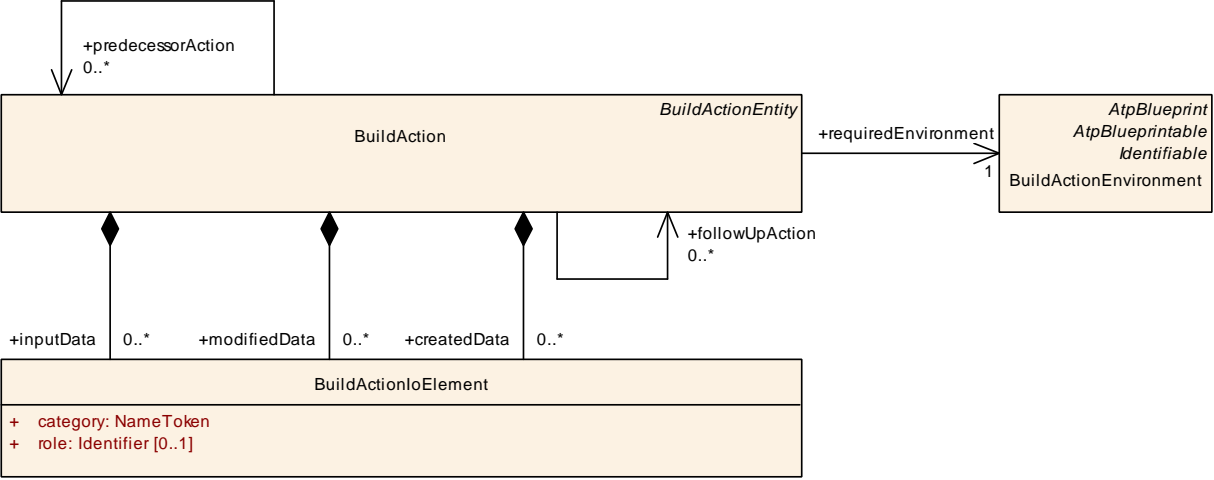 +predecessorAction
0..*
BuildActionEntity
BuildAction
+requiredEnvironment
1
AtpBlueprint
AtpBlueprintable
Identifiable
BuildActionEnvironment
+followUpAction
0..*
+inputData
0..*
+modifiedData
0..*
+createdData
0..*
BuildActionIoElement
+ category: NameToken
+ role: Identifier [0..1]